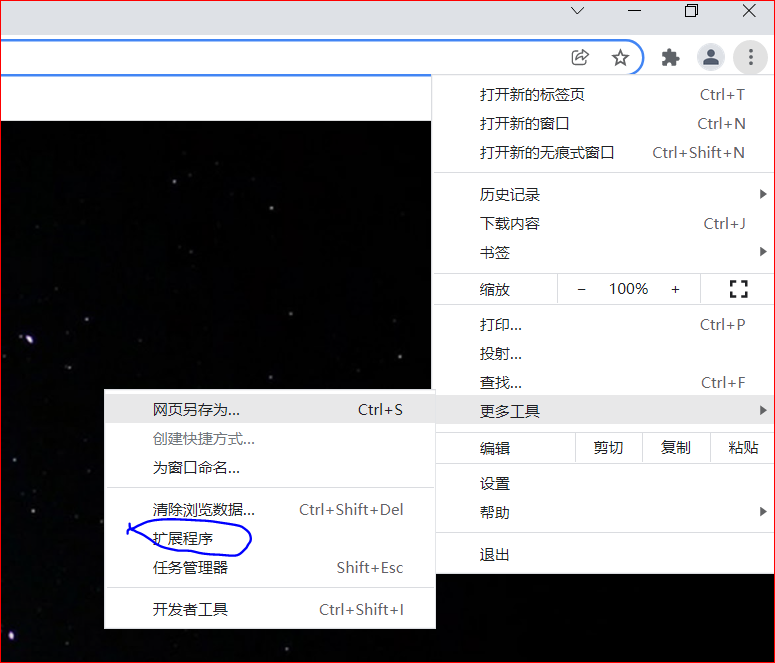 打开新的标签页 Ctrl+T
打开新的窗口 Ctrl+N
打开新的无痕式窗口 Ctrl+Shift+N
历史记录
下载内容 Ctrl+J
书签
缩放 − 100% +
打印... Ctrl+P
投射...
查找... Ctrl+F
更多工具
编辑 剪切 复制 粘贴
设置
帮助
退出
网页另存为... Ctrl+S
创建快捷方式...
为窗口命名...
清除浏览数据... Ctrl+Shift+Del
扩展程序
任务管理器 Shift+Esc
开发者工具 Ctrl+Shift+I